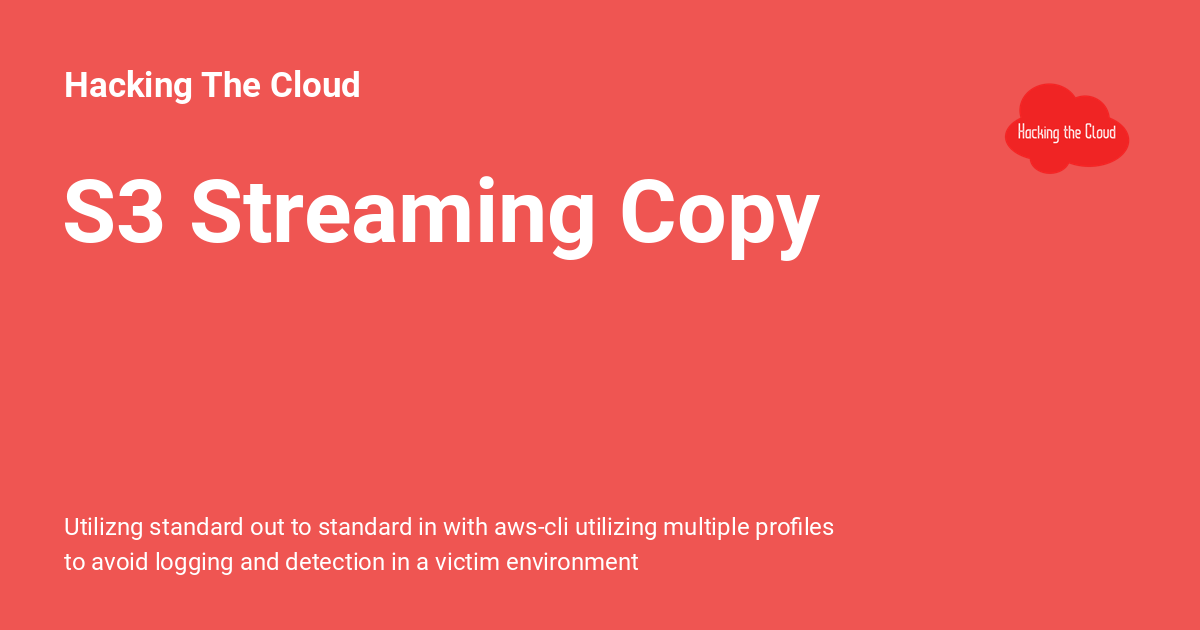 Hacking The Cloud
Hacking the Cloud
S3 Streaming Copy
Utilizng standard out to standard in with aws-cli utilizing multiple profiles
to avoid logging and detection in a victim environment